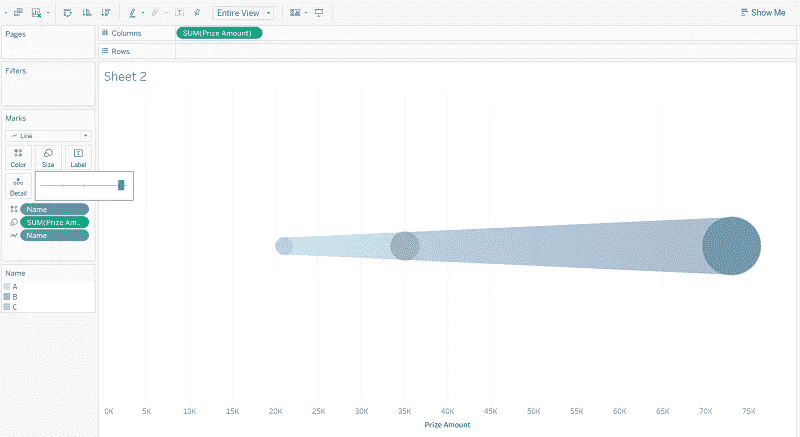 Entire View
Show Me
Pages
Columns
SUM(Prize Amount)
Rows
Filters
Sheet 2
Marks
Line
Color
Size
Label
T
Detail
Name
SUM(Prize Am..
Name
Name
A
B
C
0K
5K
10K
15K
20K
25K
30K
35K
40K
45K
50K
55K
60K
65K
70K
75K
Prize Amount